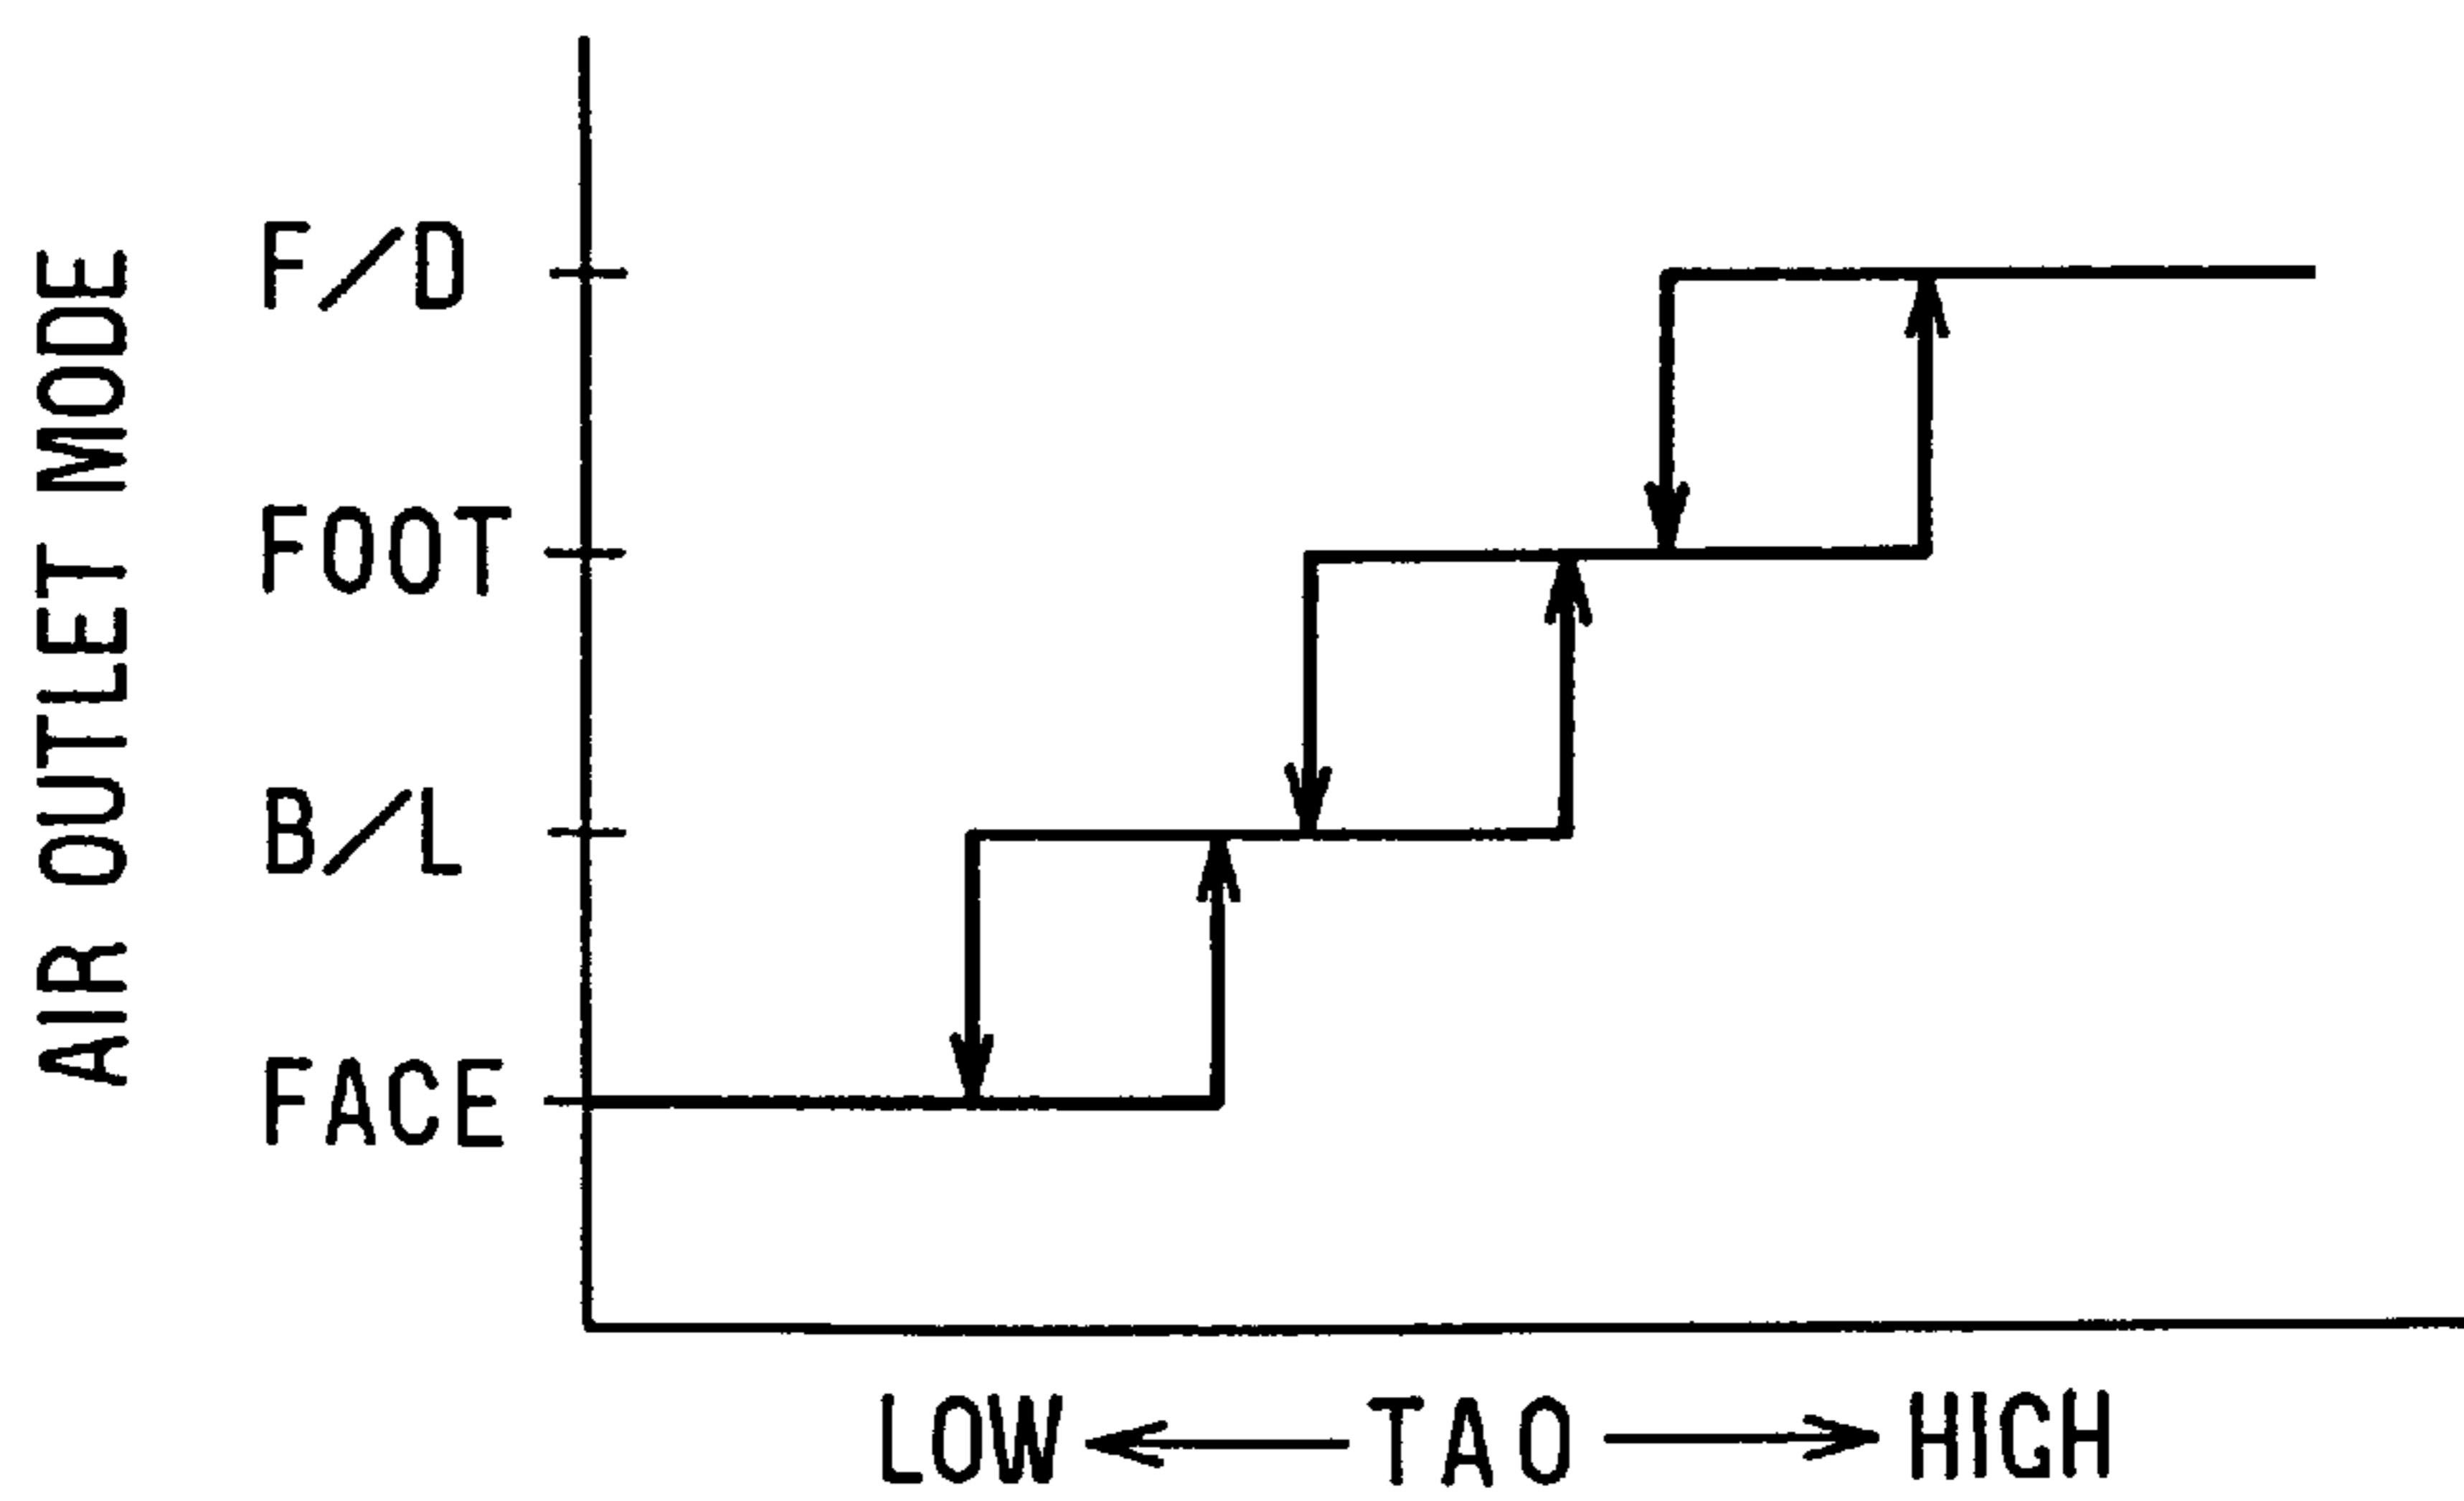 AIR OUTLET MODE
F/D
FOOT
B/L
FACE
LOW TAO HIGH